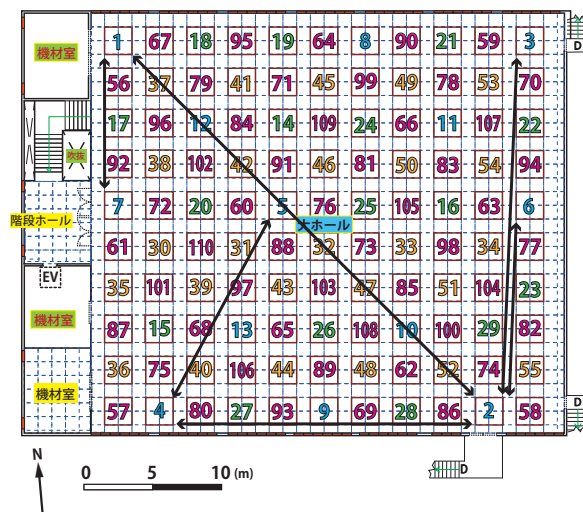 機材室 1 67 18 95 19 64 8 90 21 59 3
D
56 37 79 41 71 45 99 49 78 53 70
17 96 12 84 14 109 24 66 11 107 22
吹抜
92 38 102 42 91 46 81 50 83 54 94
7 72 20 60 5 76 25 105 16 63 6
階段ホール
大ホール
61 30 110 31 88 32 73 33 98 34 77
EV
35 101 39 97 43 103 47 85 51 104 23
機材室
87 15 68 13 65 26 108 10 100 29 82
36 75 40 106 44 89 48 62 52 74 55
機材室
57 4 80 27 93 9 69 28 86 2 58
D
D
N
0 5 10 (m)